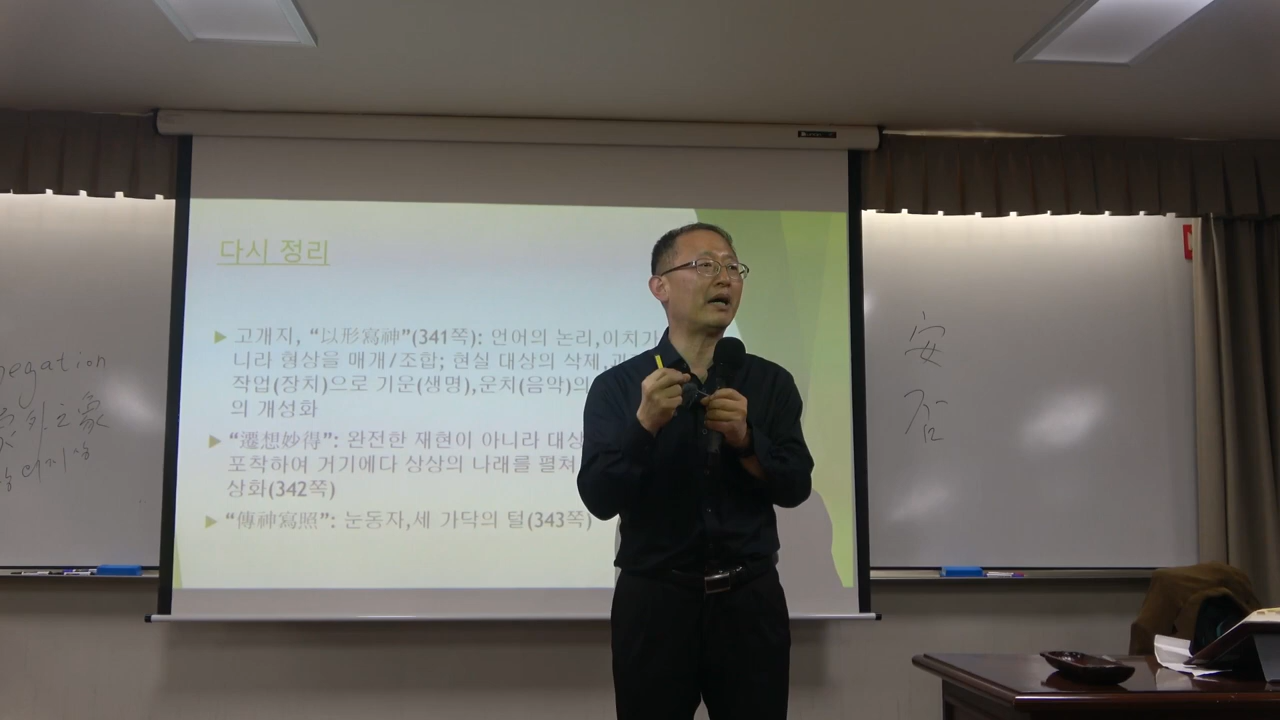 다시 정리
고개지, “以形寫神”(341쪽): 언어의 논리,이치가
니라 형상을 매개/조합; 현실 대상의 삭제,과
작업(장치)으로 기운(생명),운치(음악)의
의 개성화
“遷想妙得”: 완전한 재현이 아니라 대상
포착하여 거기에다 상상의 나래를 펼쳐
상화(342쪽)
“傳神寫照”: 눈동자,세 가닥의 털(343쪽)
egation
外之象
安